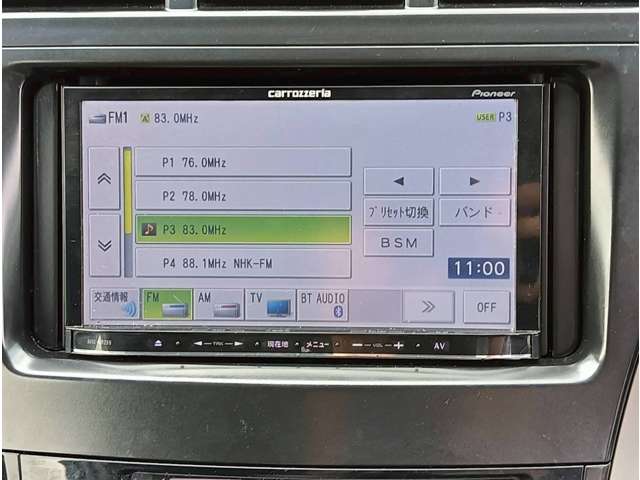 carrozzeria Pioneer
FM1 A 83.0MHz USER P3
P1 76.0MHz
P2 78.0MHz
P3 83.0MHz
P4 88.1MHz NHK-FM
◄ ►
プリセット切換 バンド
BSM
11:00
交通情報 FM AM TV BT AUDIO >> OFF
◄ TRK ► 現在地 メニュー − VOL + AV